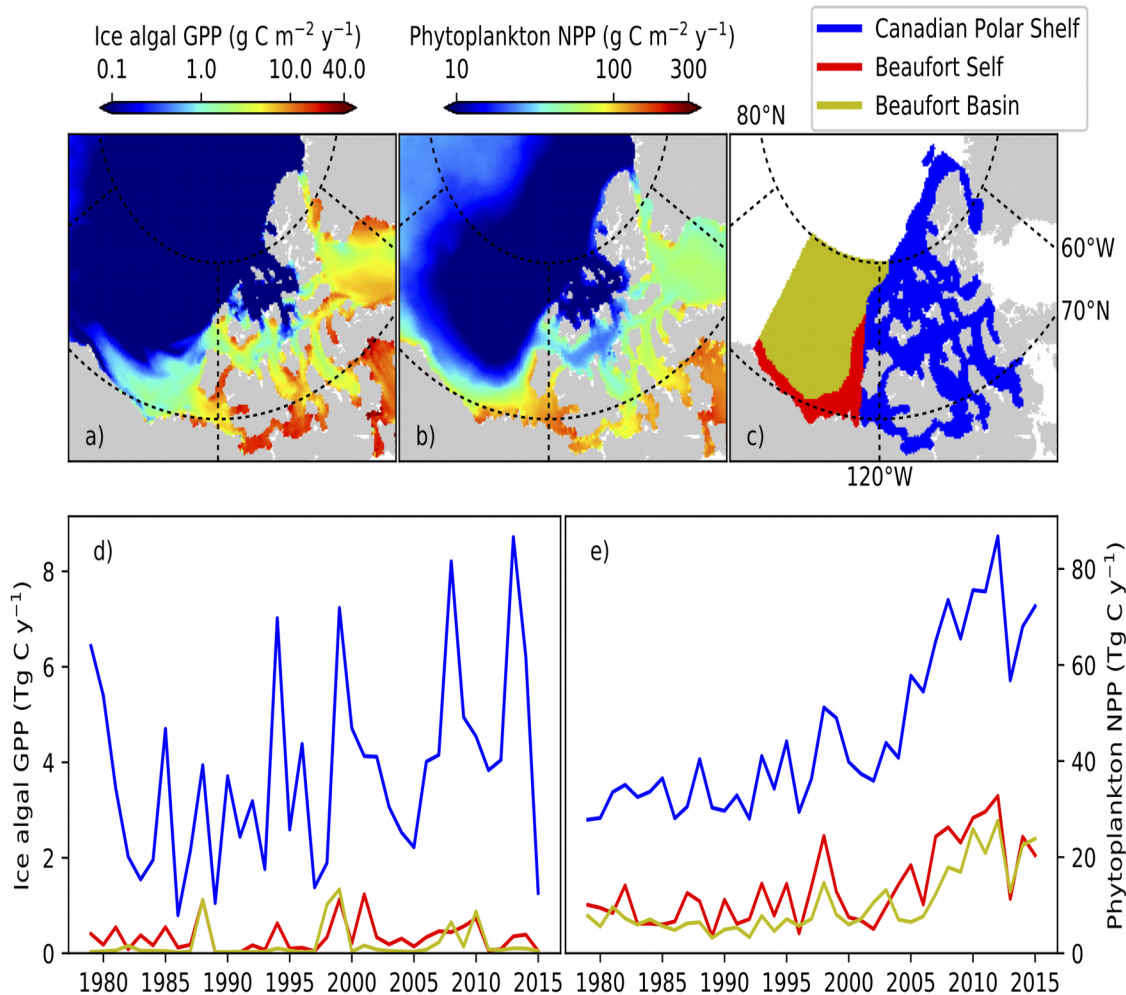 Ice algal GPP (g C m⁻² y⁻¹)
0.1 1.0 10.0 40.0
Phytoplankton NPP (g C m⁻² y⁻¹)
10 100 300
Canadian Polar Shelf
Beaufort Self
Beaufort Basin
80°N
60°W
70°N
a)
b)
c)
120°W
d)
e)
Ice algal GPP (Tg C y⁻¹)
8
6
4
2
0
1980 1985 1990 1995 2000 2005 2010 2015
80
60
40
20
0
Phytoplankton NPP (Tg C y⁻¹)
1980 1985 1990 1995 2000 2005 2010 2015